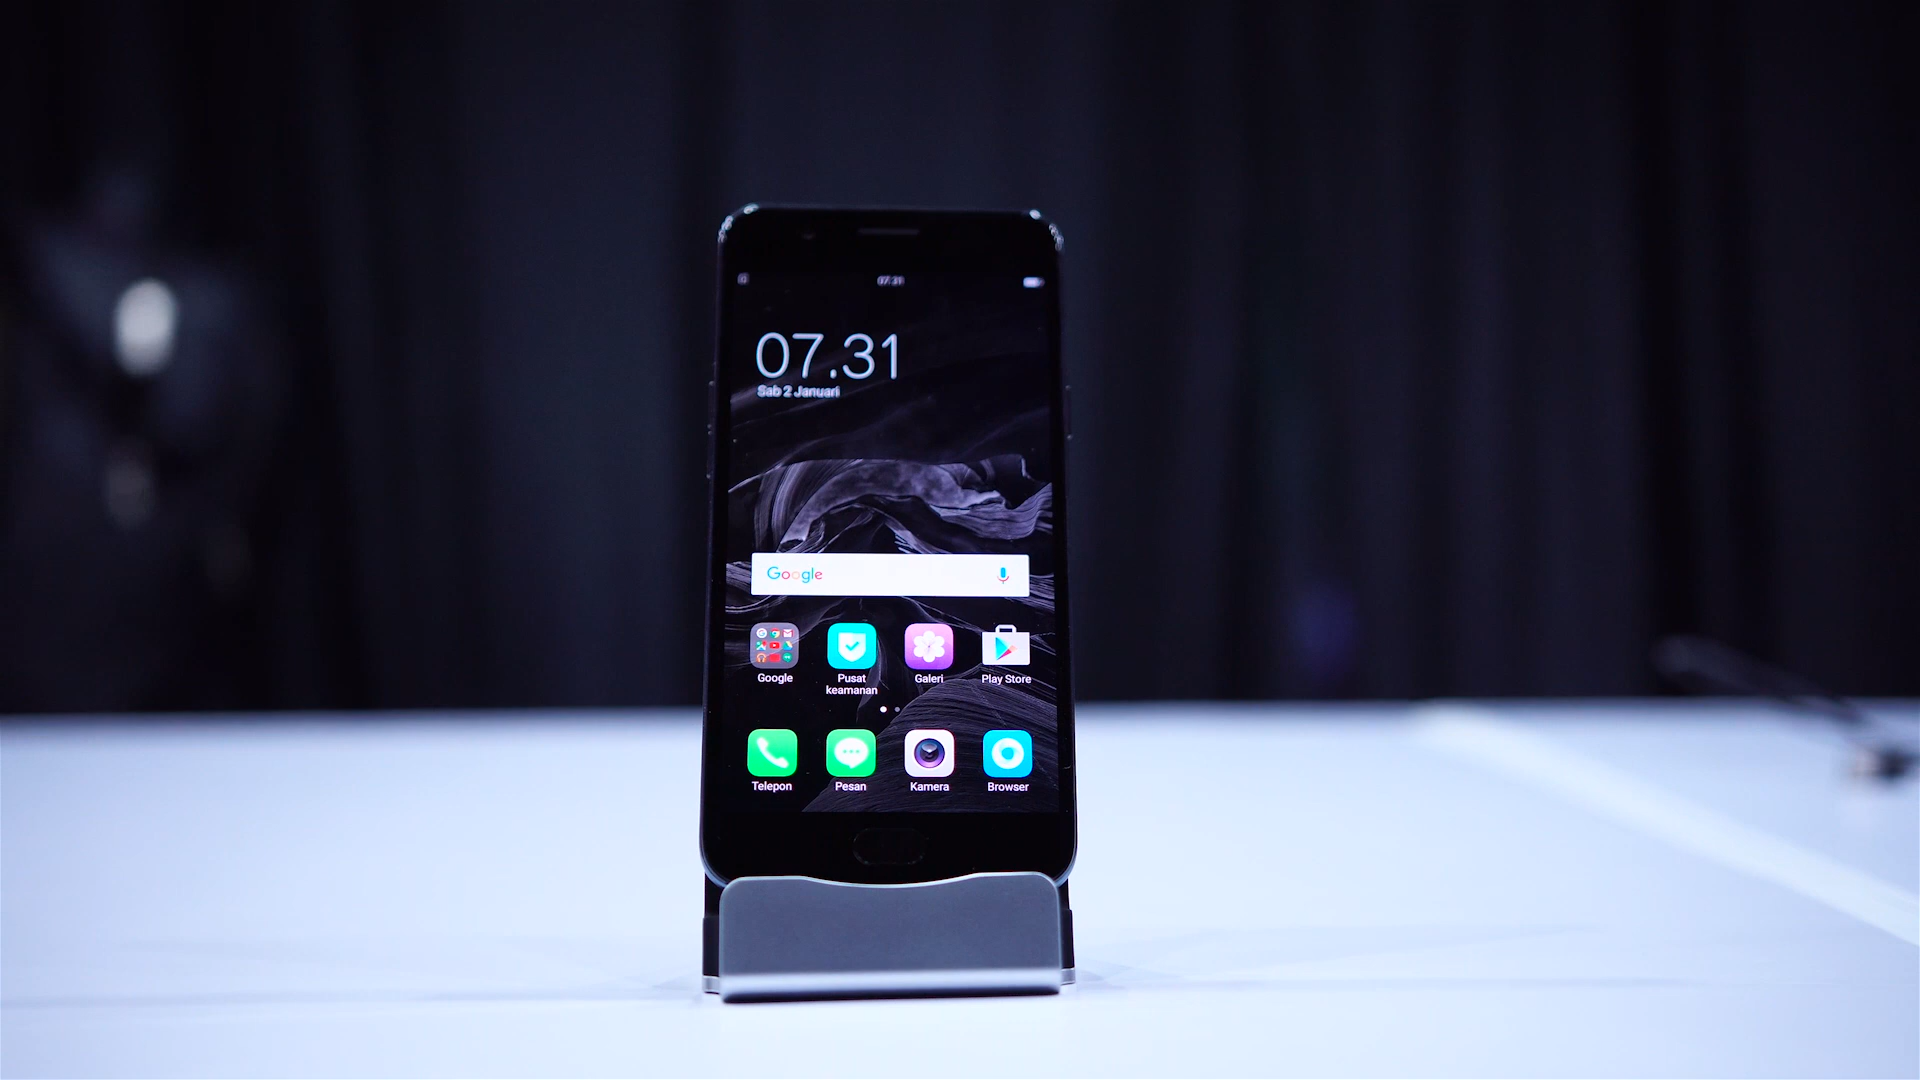 07.31
07.31
Sab 2 Januari
Google
Google
Pusat
keamanan
Galeri
Play Store
Telepon
Pesan
Kamera
Browser